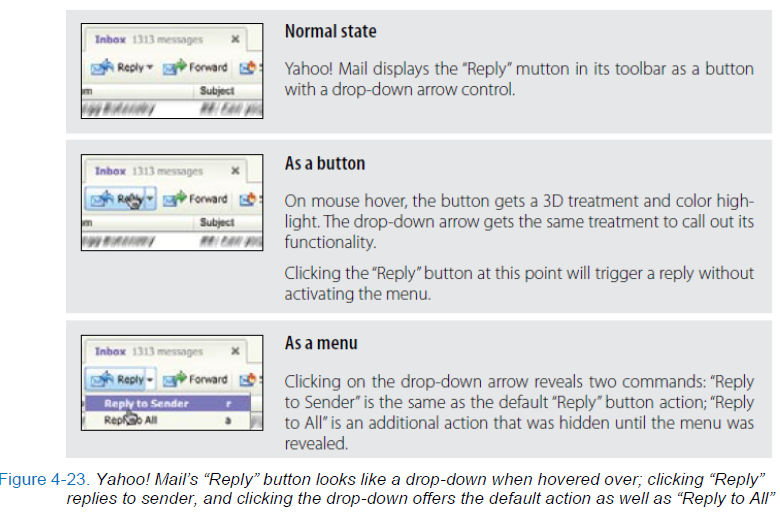 Inbox 1313 messages
Normal state
Reply
Forward
Subject
Yahoo! Mail displays the “Reply” mutton in its toolbar as a button
with a drop-down arrow control.
Inbox 1313 messages
As a button
Reply
Forward
Subject
On mouse hover, the button gets a 3D treatment and color high-
light. The drop-down arrow gets the same treatment to call out its
functionality.
Clicking the “Reply” button at this point will trigger a reply without
activating the menu.
Inbox 1313 messages
As a menu
Reply
Forward
Reply to Sender r
Reply to All a
Clicking on the drop-down arrow reveals two commands: “Reply
to Sender” is the same as the default “Reply” button action; “Reply
to All” is an additional action that was hidden until the menu was
revealed.
Figure 4-23. Yahoo! Mail’s “Reply” button looks like a drop-down when hovered over; clicking “Reply”
replies to sender, and clicking the drop-down offers the default action as well as “Reply to All”